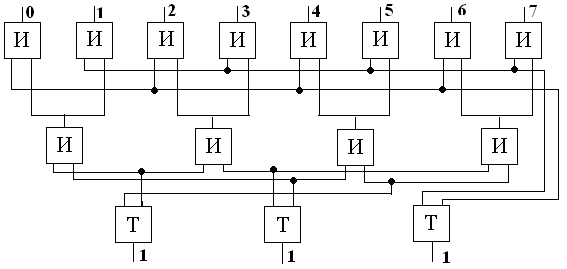 0 1 2 3 4 5 6 7
И И И И И И И И
И И И И
Т Т Т
1 1 1